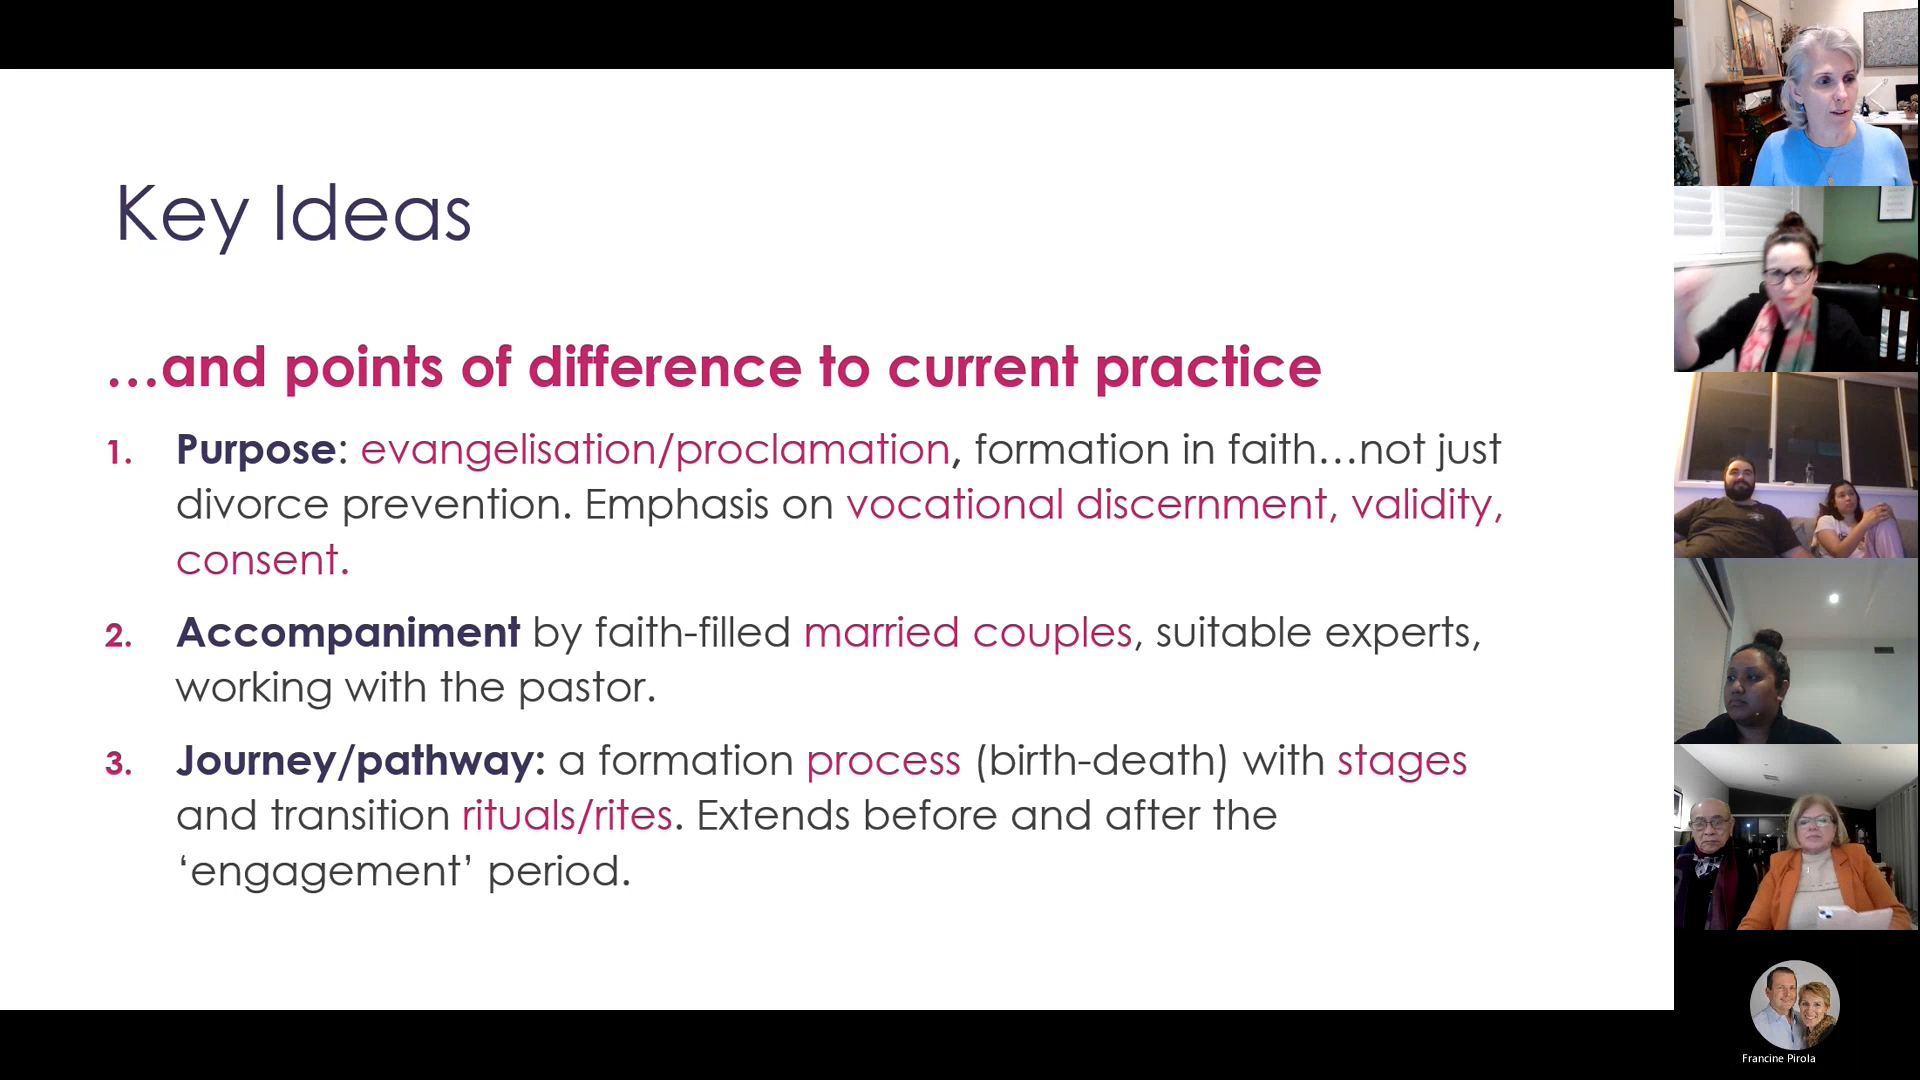 Key Ideas
…and points of difference to current practice
1. Purpose: evangelisation/proclamation, formation in faith…not just
divorce prevention. Emphasis on vocational discernment, validity,
consent.
2. Accompaniment by faith-filled married couples, suitable experts,
working with the pastor.
3. Journey/pathway: a formation process (birth-death) with stages
and transition rituals/rites. Extends before and after the
‘engagement’ period.
Francine Pirola